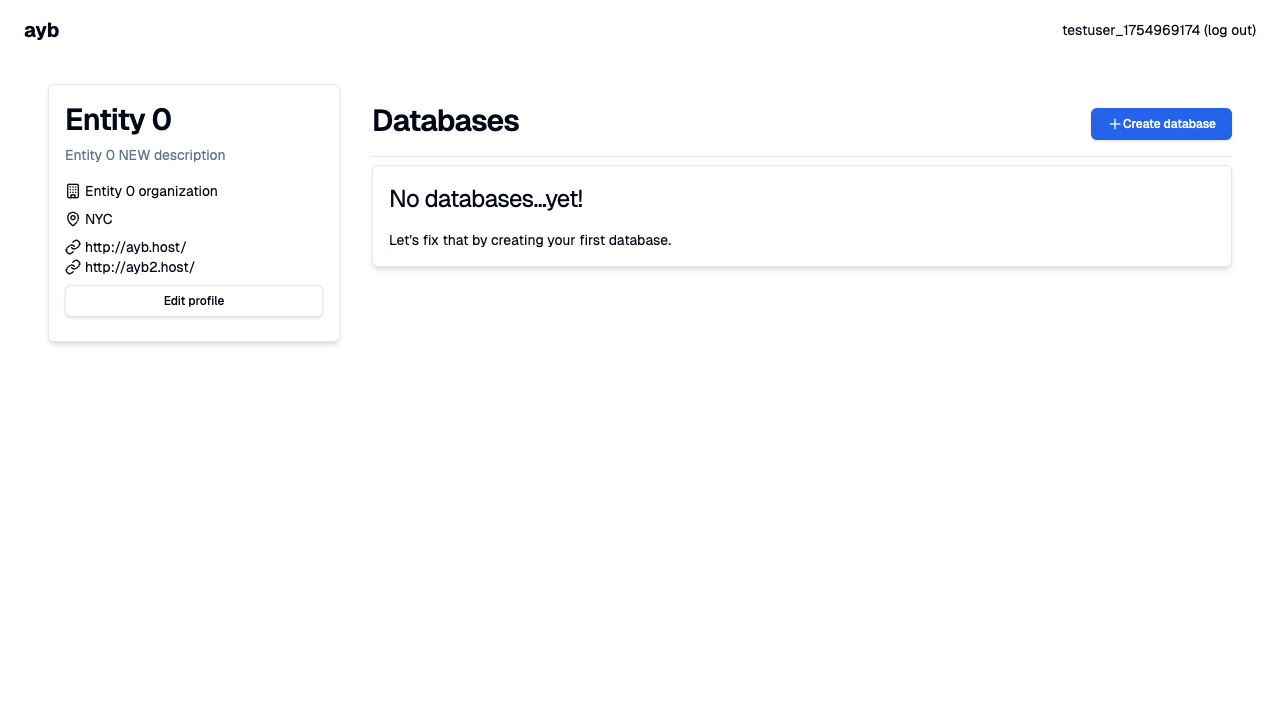 ayb
testuser_1754969174 (log out)
Entity 0
Entity 0 NEW description
Entity 0 organization
NYC
http://ayb.host/
http://ayb2.host/
Edit profile
Databases
Create database
No databases...yet!
Let's fix that by creating your first database.